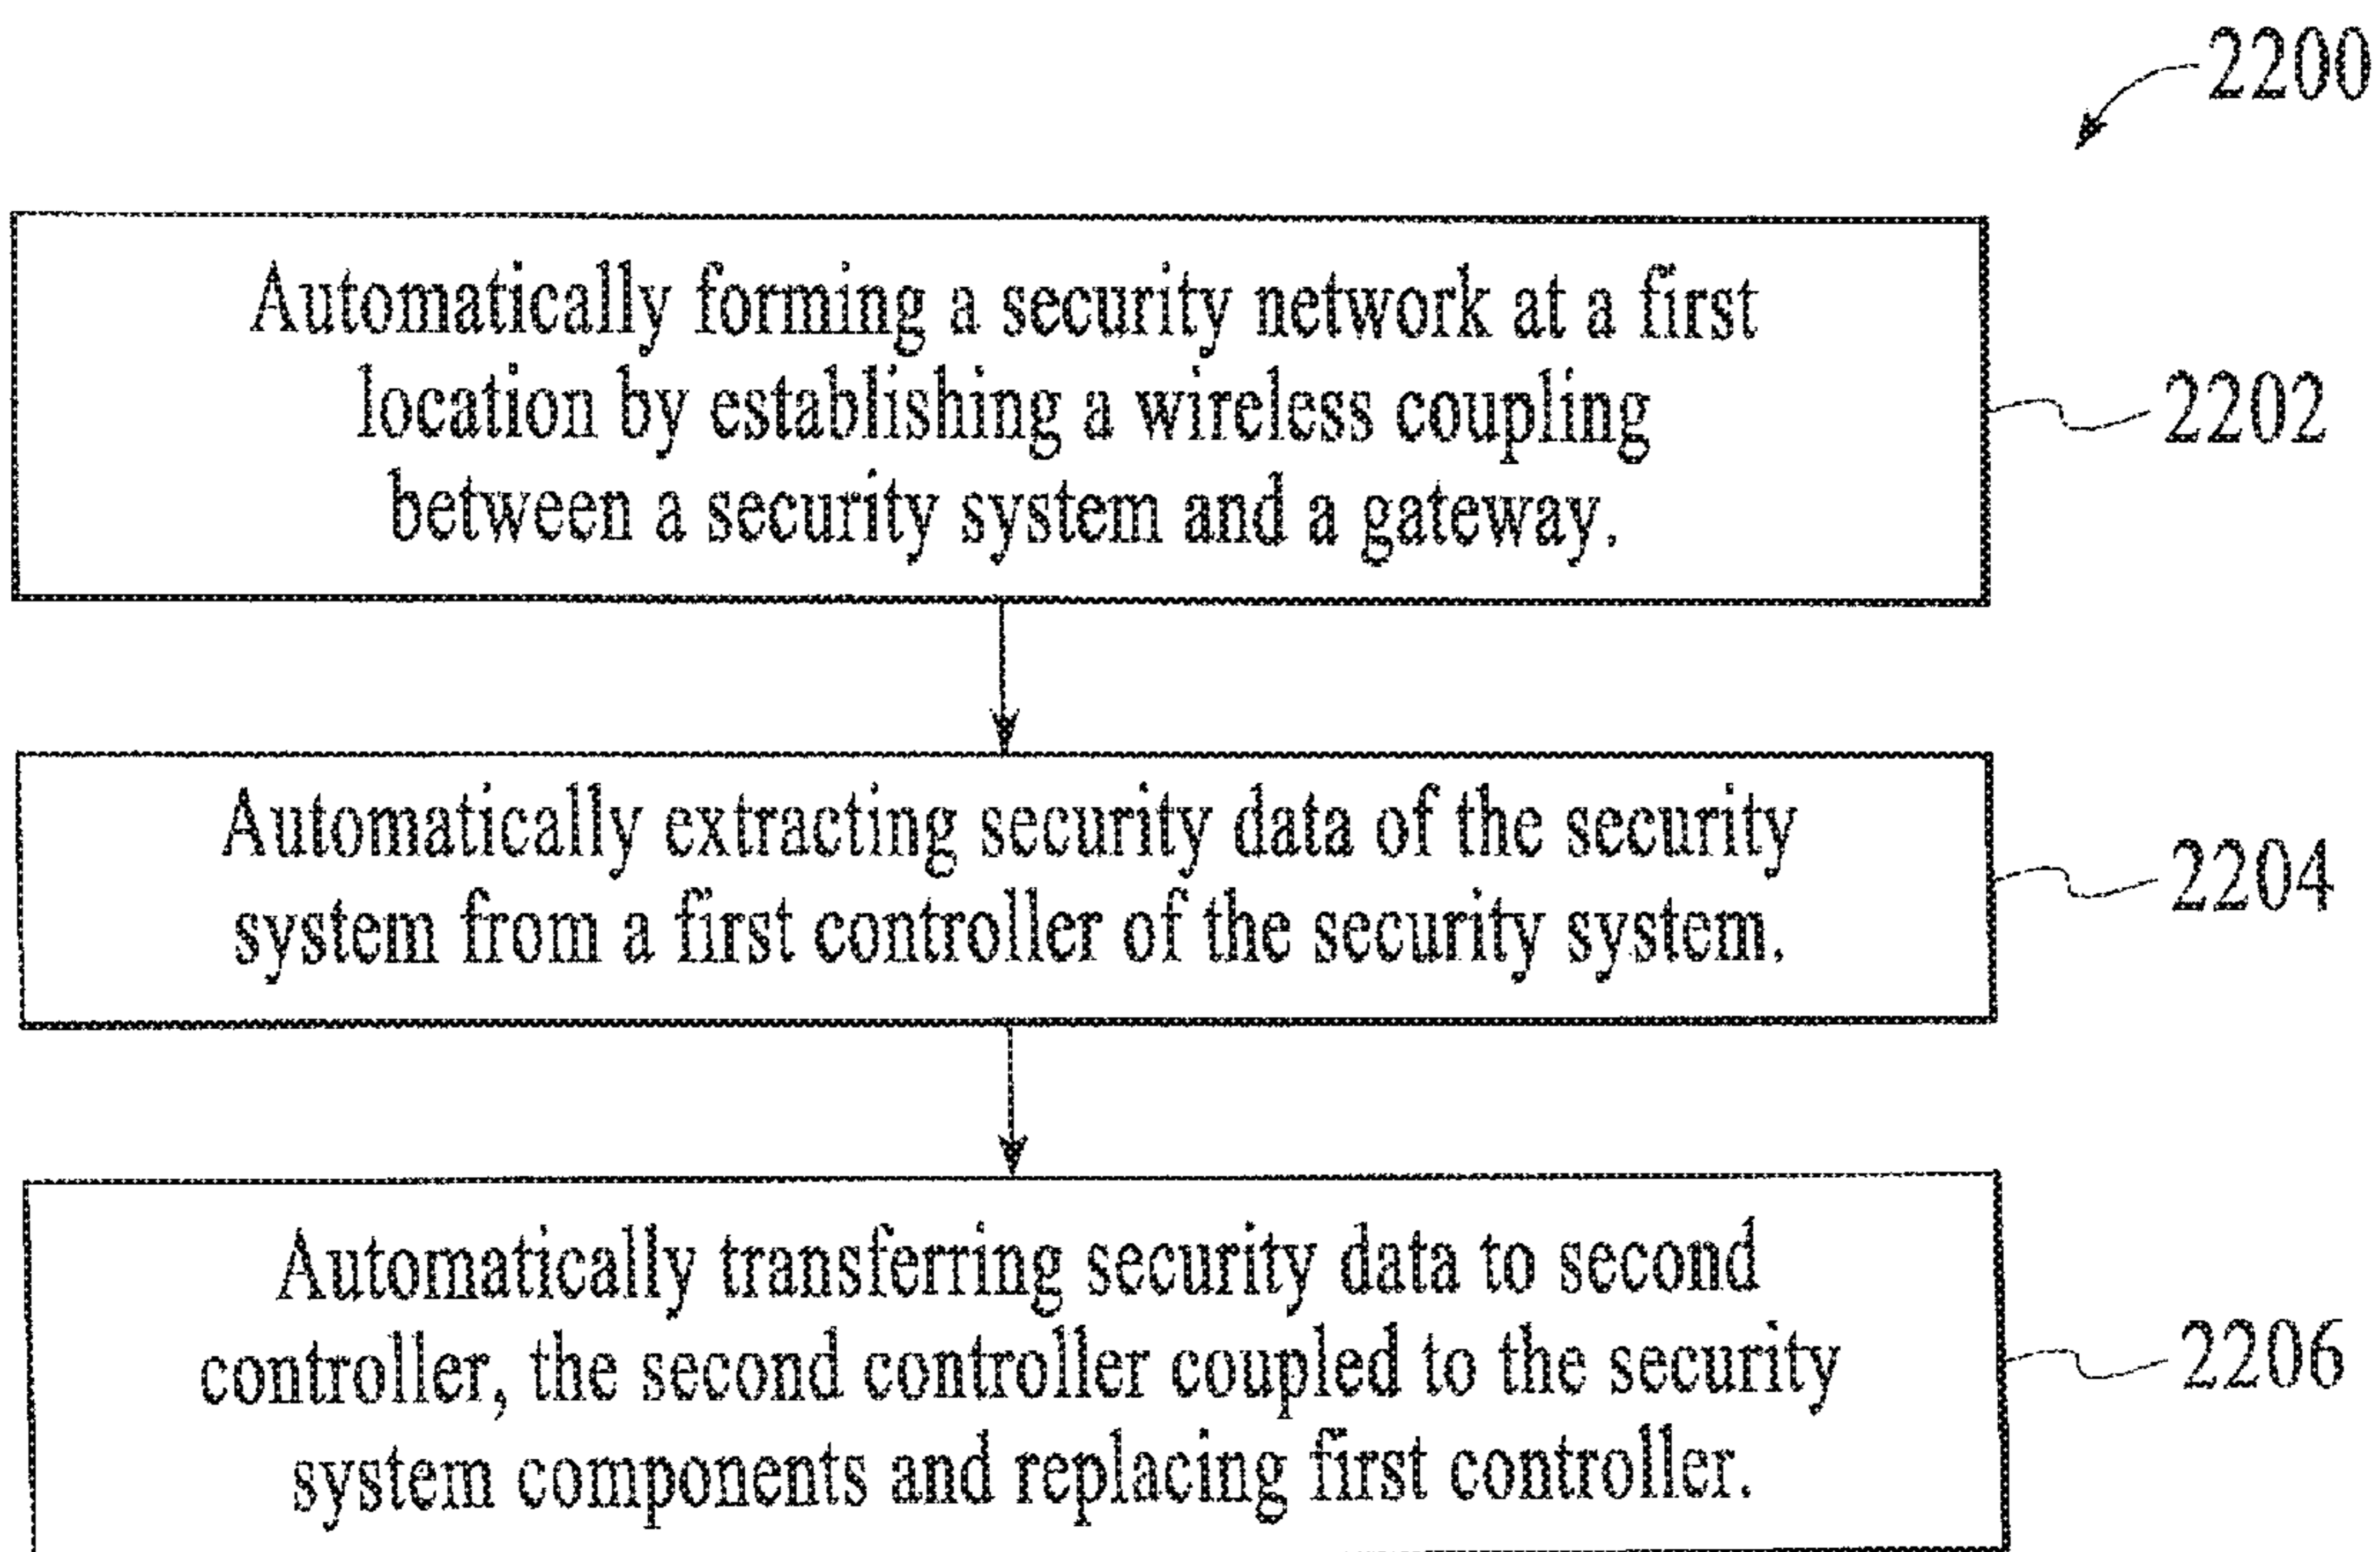 2200
Automatically forming a security network at a first
location by establishing a wireless coupling
between a security system and a gateway.
2202
Automatically extracting security data of the security
system from a first controller of the security system.
2204
Automatically transferring security data to second
controller, the second controller coupled to the security
system components and replacing first controller.
2206